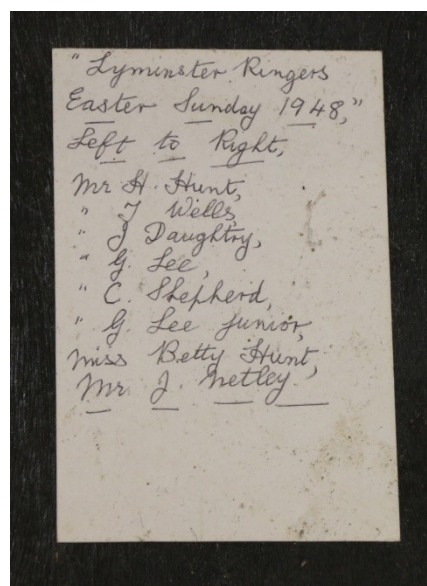 "Lyminster Ringers
Easter Sunday 1948,"
Left to Right,
Mr H. Hunt,
" J Wells,
" J Daughtry,
" G. Lee,
" C. Shepherd,
" G. Lee junior,
Miss Betty Hunt,
Mr J. Netley.